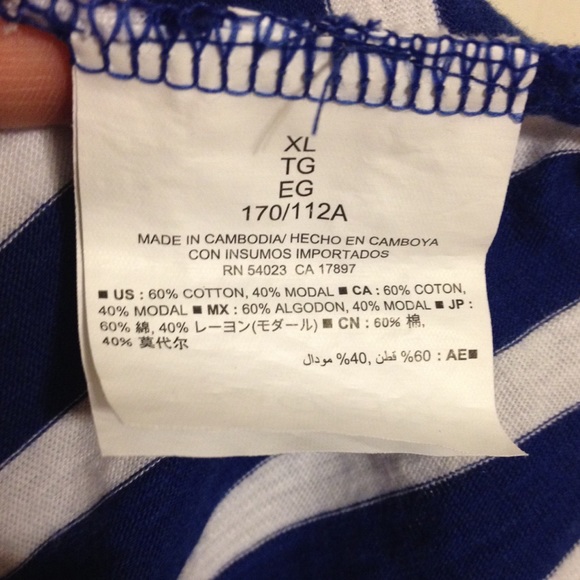 XL
TG
EG
170/112A
MADE IN CAMBODIA/ HECHO EN CAMBOYA
CON INSUMOS IMPORTADOS
RN 54023 CA 17897
■ US : 60% COTTON, 40% MODAL ■ CA : 60% COTON,
40% MODAL ■ MX : 60% ALGODON, 40% MODAL ■ JP :
60% 綿, 40% レーヨン(モダール) ■ CN : 60% 棉,
40% 莫代尔
■AE : 60% قطن, 40% مودال